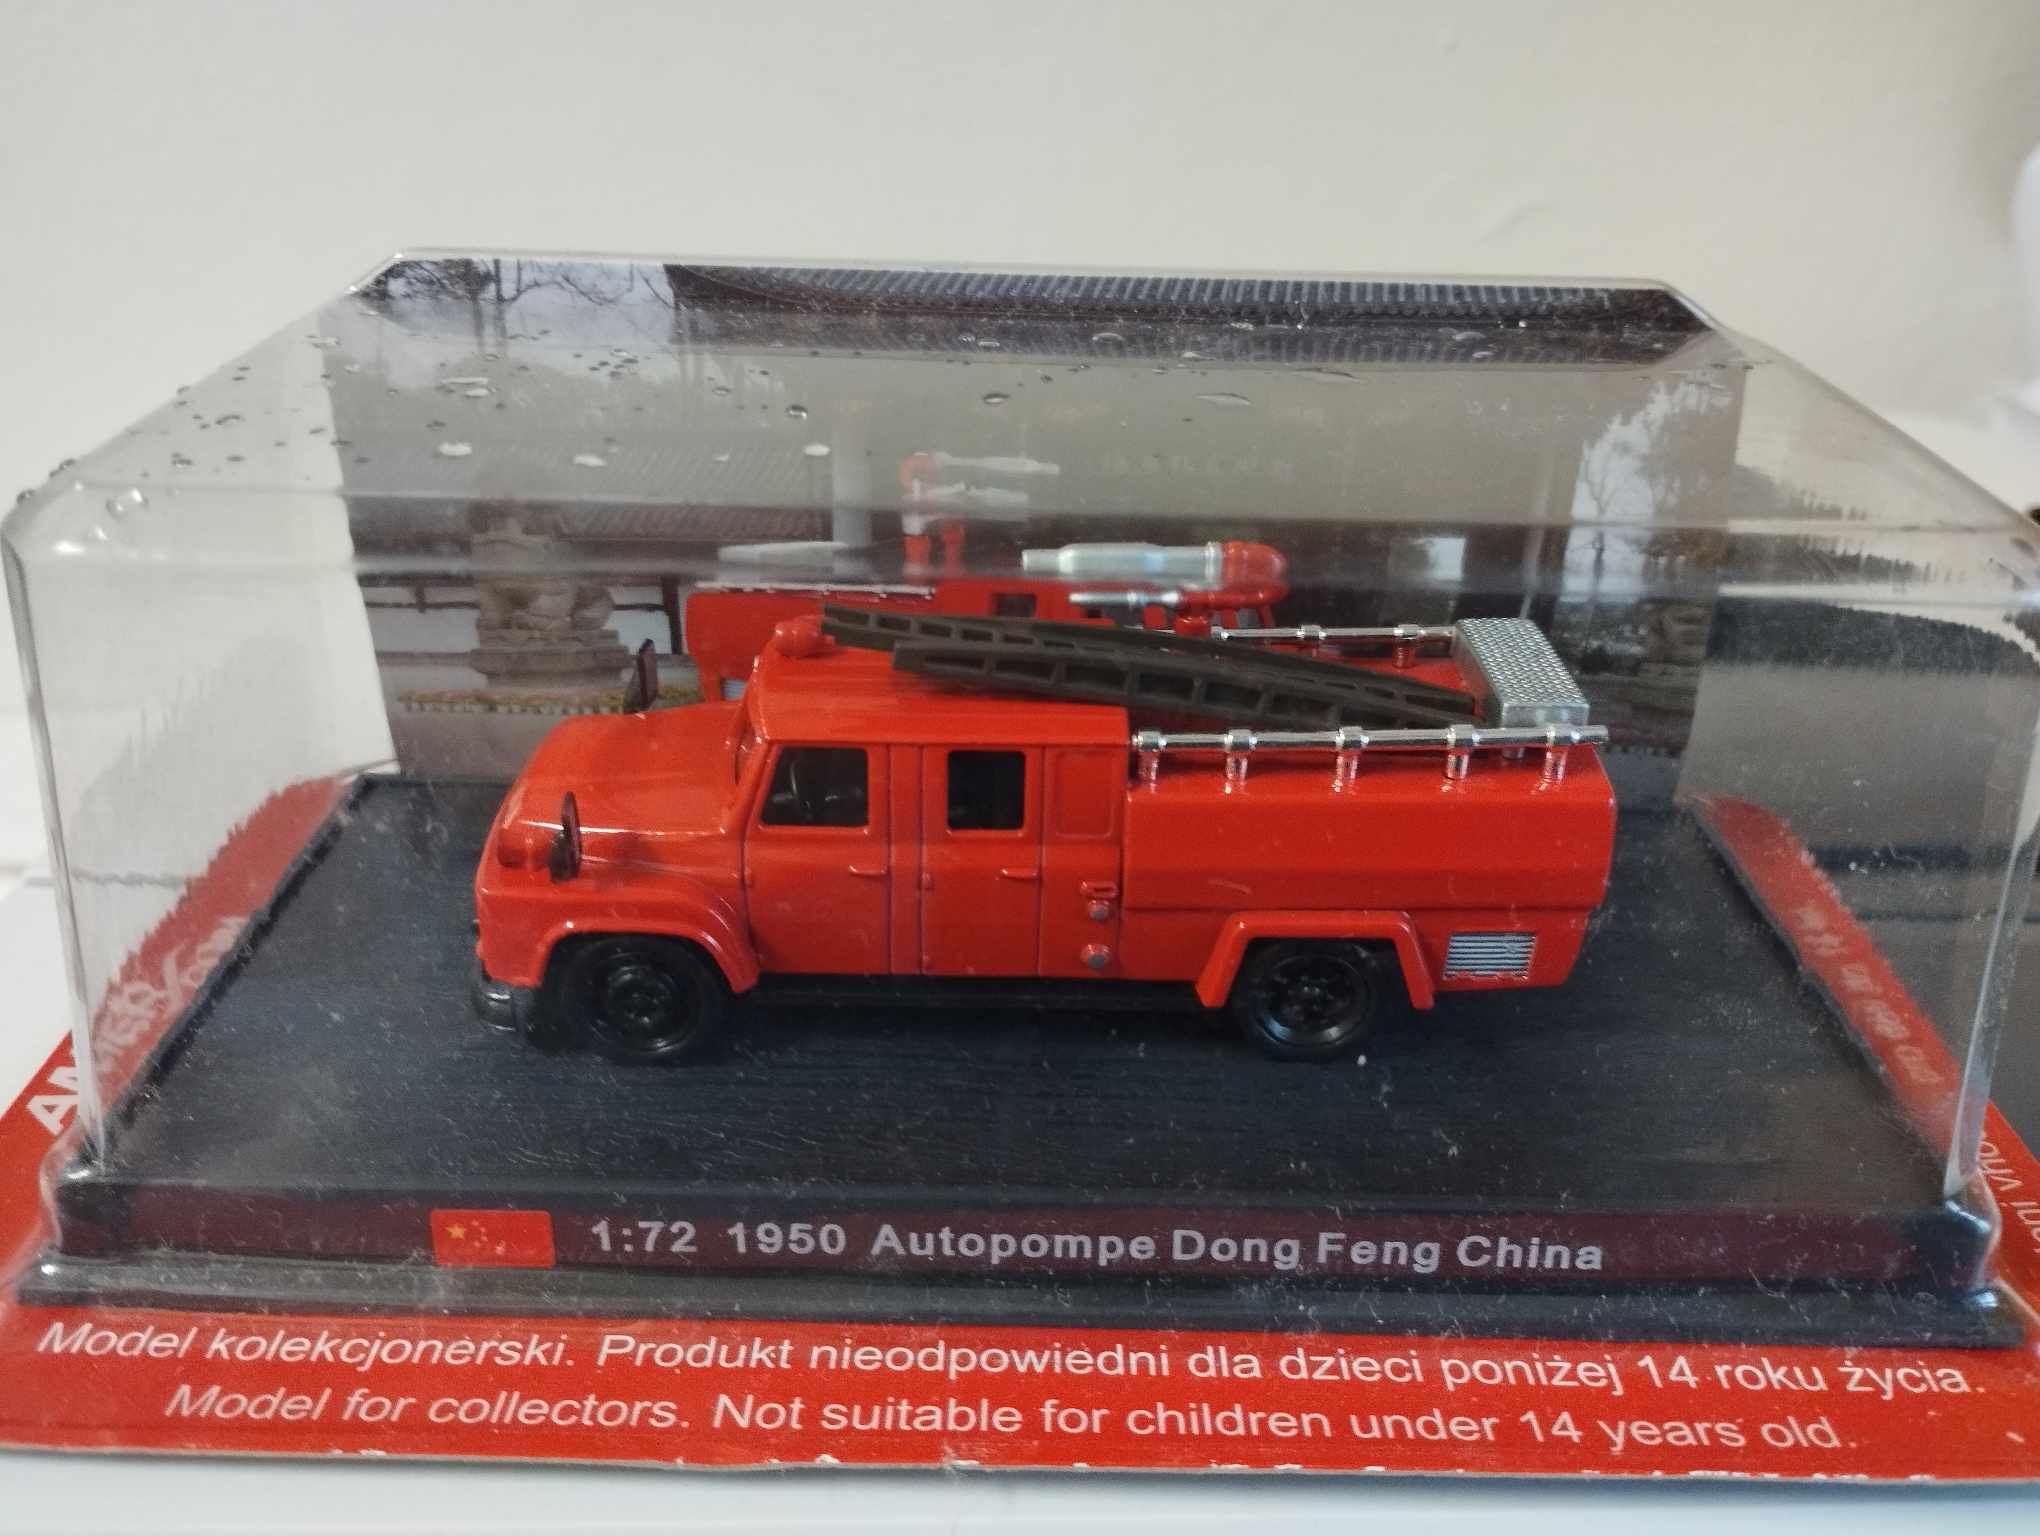 1:72 1950 Autopompe Dong Feng China
Model kolekcjonerski. Produkt nieodpowiedni dla dzieci poniżej 14 roku życia.
Model for collectors. Not suitable for children under 14 years old.